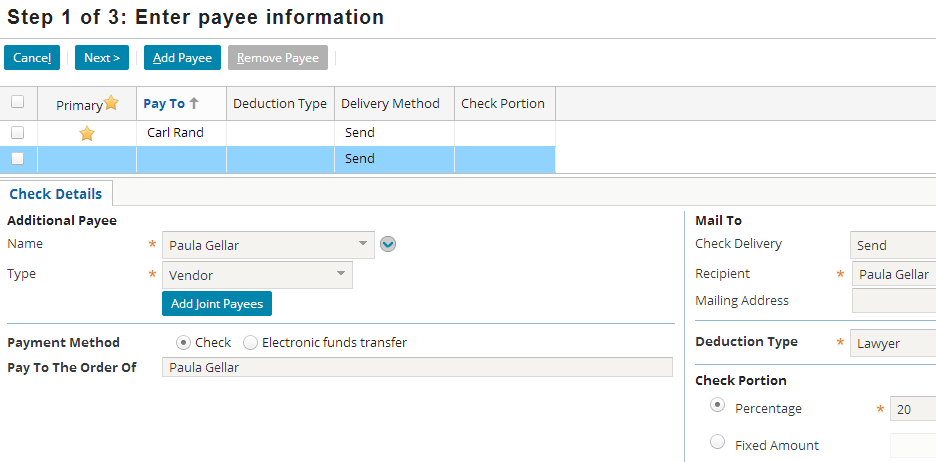 Step 1 of 3: Enter payee information
Cancel Next > Add Payee Remove Payee
Primary Pay To Deduction Type Delivery Method Check Portion
Carl Rand Send
Send
Check Details
Additional Payee
Name * Paula Gellar
Type * Vendor
Add Joint Payees
Payment Method Check Electronic funds transfer
Pay To The Order Of Paula Gellar
Mail To
Check Delivery Send
Recipient * Paula Gellar
Mailing Address
Deduction Type * Lawyer
Check Portion
Percentage * 20
Fixed Amount